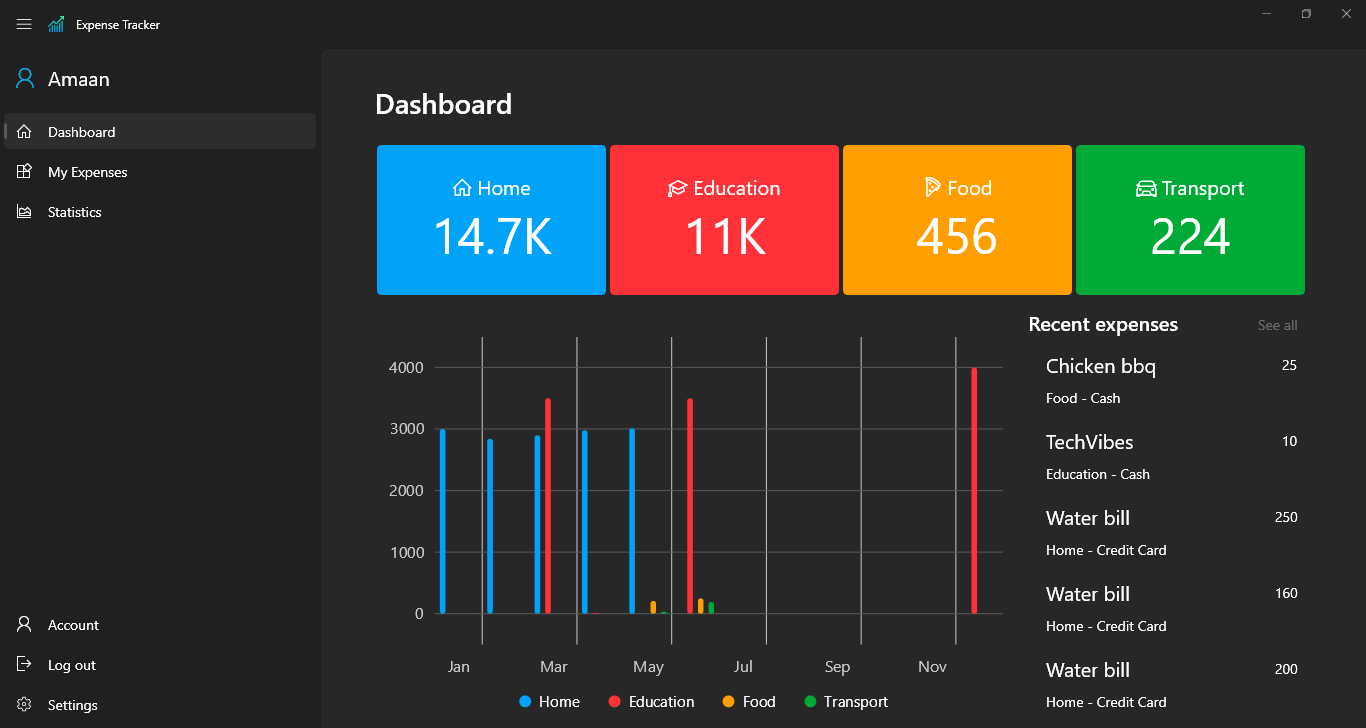 Expense Tracker
Amaan
Dashboard
My Expenses
Statistics
Account
Log out
Settings
Dashboard
Home
14.7K
Education
11K
Food
456
Transport
224
4000
3000
2000
1000
0
Jan Mar May Jul Sep Nov
Home Education Food Transport
Recent expenses See all
Chicken bbq 25
Food - Cash
TechVibes 10
Education - Cash
Water bill 250
Home - Credit Card
Water bill 160
Home - Credit Card
Water bill 200
Home - Credit Card